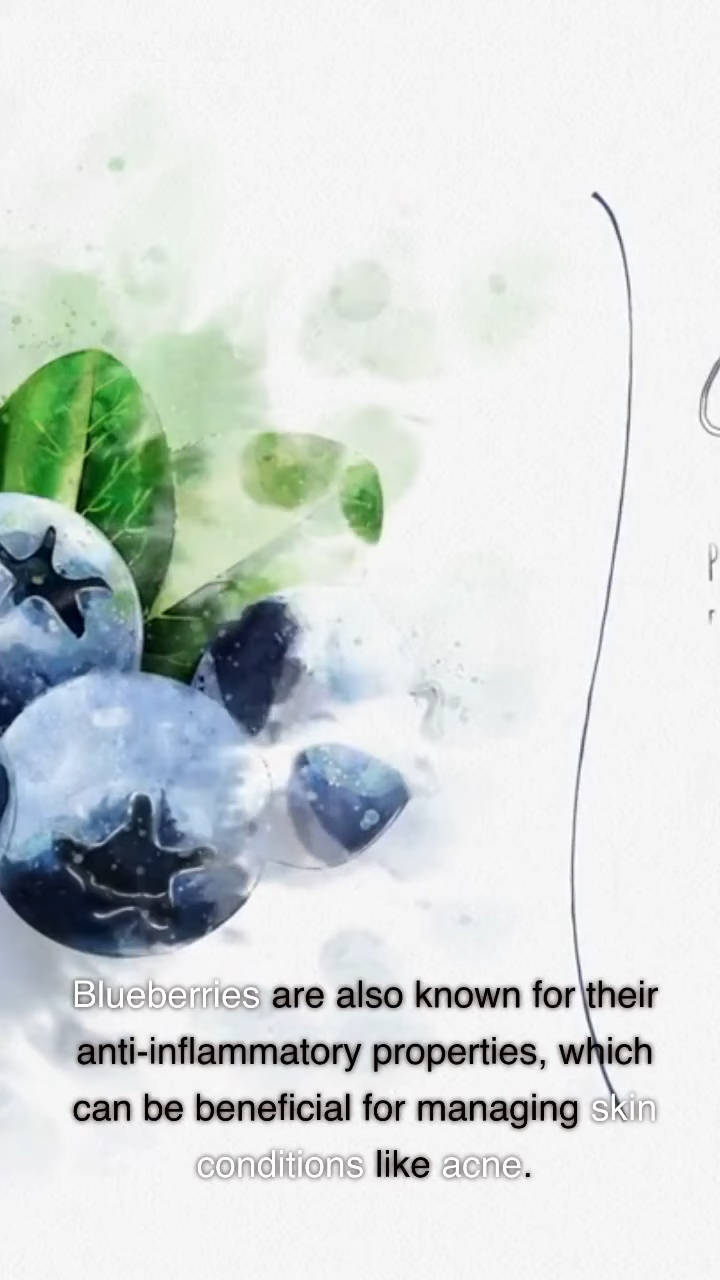 Blueberries are also known for their
anti-inflammatory properties, which
can be beneficial for managing skin
conditions like acne.